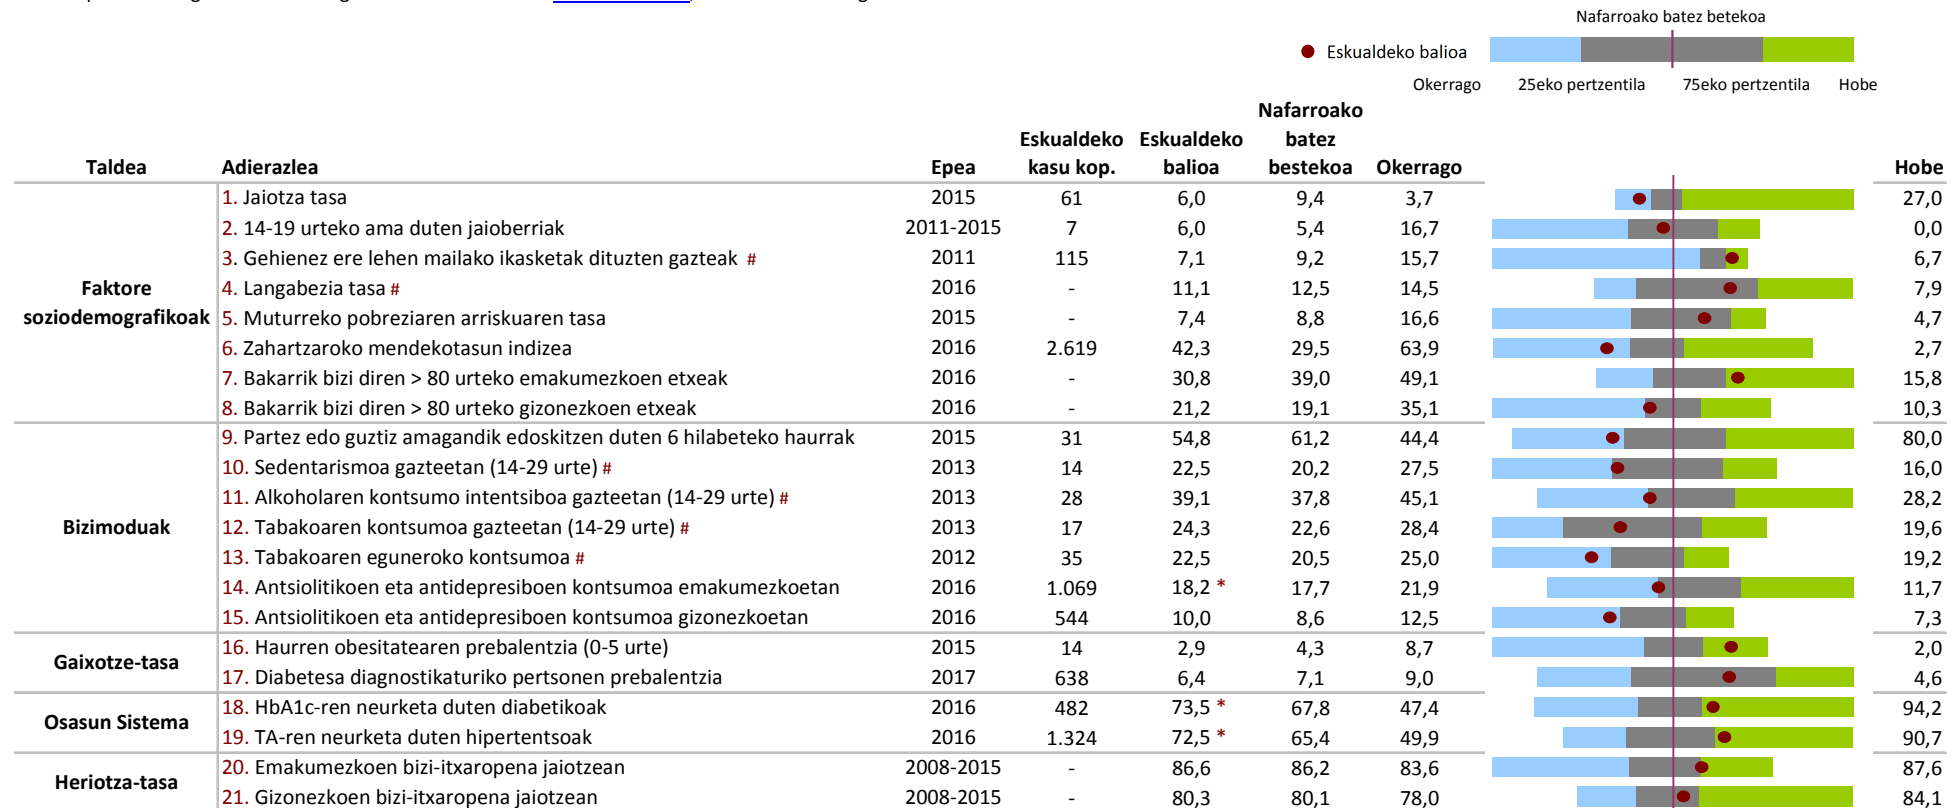 Nafarroako batez betekoa
Eskualdeko balioa
Okerrago 25eko pertzentila 75eko pertzentila Hobe
Taldea Adierazlea Epea Eskualdeko kasu kop. Eskualdeko balioa Nafarroako batez bestekoa Okerrago Hobe
Faktore soziodemografikoak
1. Jaiotza tasa 2015 61 6,0 9,4 3,7 27,0
2. 14-19 urteko ama duten jaioberriak 2011-2015 7 6,0 5,4 16,7 0,0
3. Gehienez ere lehen mailako ikasketak dituzten gazteak # 2011 115 7,1 9,2 15,7 6,7
4. Langabezia tasa # 2016 - 11,1 12,5 14,5 7,9
5. Muturreko pobreziaren arriskuaren tasa 2015 - 7,4 8,8 16,6 4,7
6. Zahartzaroko mendekotasun indizea 2016 2.619 42,3 29,5 63,9 2,7
7. Bakarrik bizi diren > 80 urteko emakumezkoen etxeak 2016 - 30,8 39,0 49,1 15,8
8. Bakarrik bizi diren > 80 urteko gizonezkoen etxeak 2016 - 21,2 19,1 35,1 10,3
Bizimoduak
9. Partez edo guztiz amagandik edoskitzen duten 6 hilabeteko haurrak 2015 31 54,8 61,2 44,4 80,0
10. Sedentarismoa gazteetan (14-29 urte) # 2013 14 22,5 20,2 27,5 16,0
11. Alkoholaren kontsumo intentsiboa gazteetan (14-29 urte) # 2013 28 39,1 37,8 45,1 28,2
12. Tabakoaren kontsumoa gazteetan (14-29 urte) # 2013 17 24,3 22,6 28,4 19,6
13. Tabakoaren eguneroko kontsumoa # 2012 35 22,5 20,5 25,0 19,2
14. Antsiolitikoen eta antidepresiboen kontsumoa emakumezkoetan 2016 1.069 18,2 * 17,7 21,9 11,7
15. Antsiolitikoen eta antidepresiboen kontsumoa gizonezkoetan 2016 544 10,0 8,6 12,5 7,3
Gaixotze-tasa
16. Haurren obesitatearen prebalentzia (0-5 urte) 2015 14 2,9 4,3 8,7 2,0
17. Diabetesa diagnostikaturiko pertsonen prebalentzia 2017 638 6,4 7,1 9,0 4,6
Osasun Sistema
18. HbA1c-ren neurketa duten diabetikoak 2016 482 73,5 * 67,8 47,4 94,2
19. TA-ren neurketa duten hipertentsoak 2016 1.324 72,5 * 65,4 49,9 90,7
Heriotza-tasa
20. Emakumezkoen bizi-itxaropena jaiotzean 2008-2015 - 86,6 86,2 83,6 87,6
21. Gizonezkoen bizi-itxaropena jaiotzean 2008-2015 - 80,3 80,1 78,0 84,1